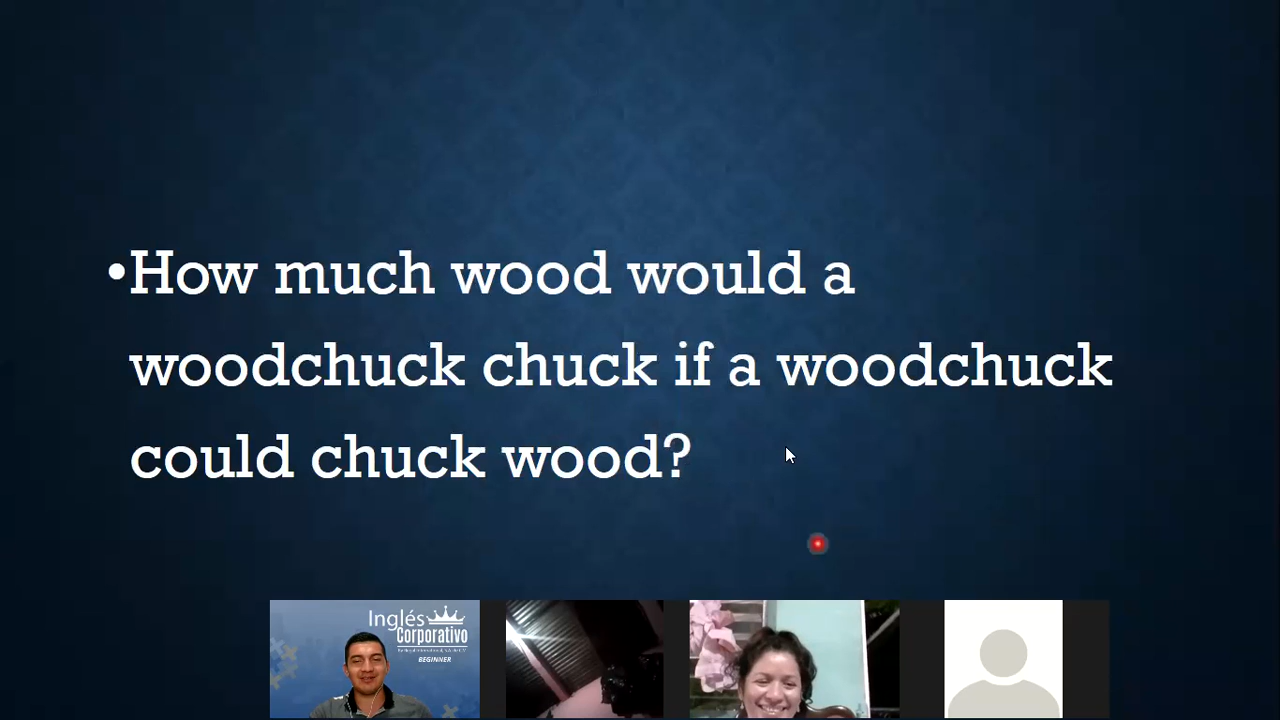 •How much wood would a
woodchuck chuck if a woodchuck
could chuck wood?
Inglés
Corporativo
BEGINNER